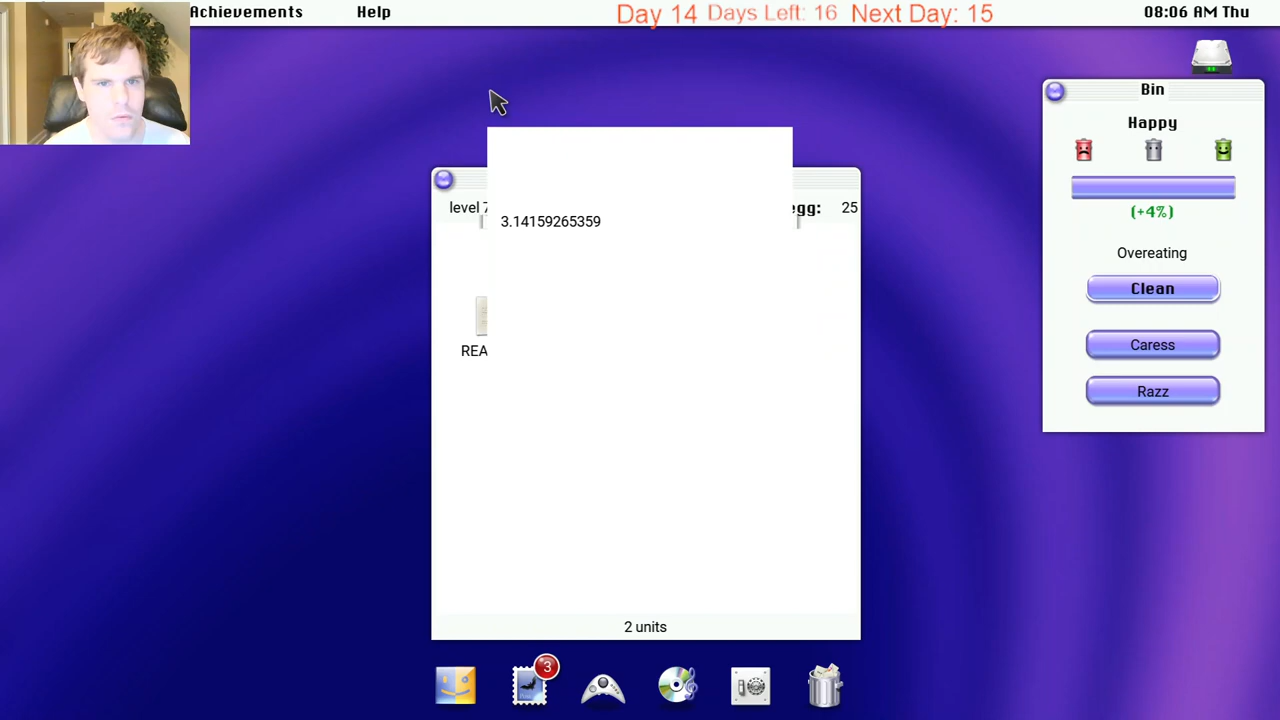 Achievements Help Day 14 Days Left: 16 Next Day: 15 08:06 AM Thu
Bin
Happy
(+4%)
Overeating
Clean
Caress
Razz
level 7 egg: 25
3.14159265359
REA
2 units
3